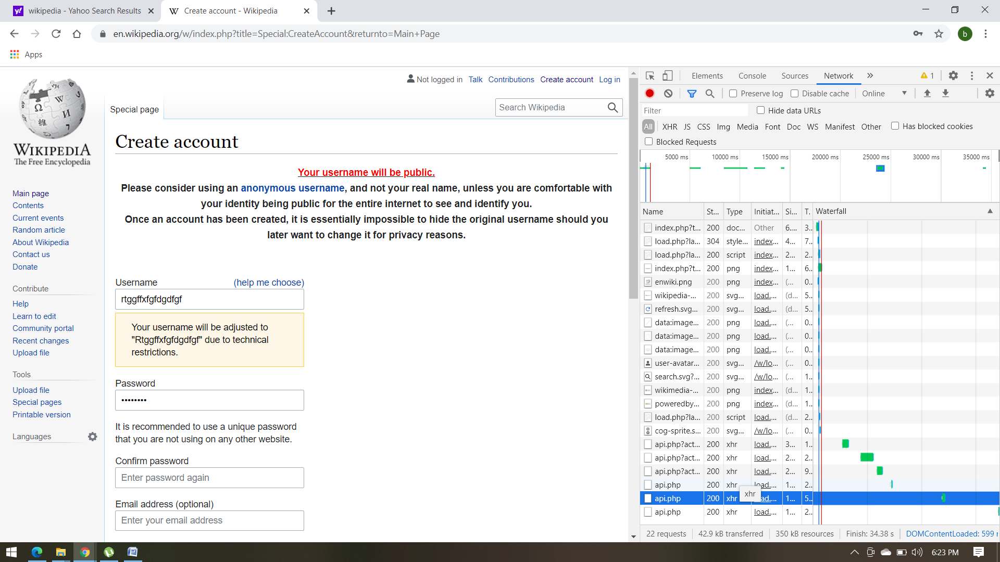 wikipedia - Yahoo Search Results
Create account - Wikipedia
en.wikipedia.org/w/index.php?title=Special:CreateAccount&returnto=Main+Page
b
Apps
Not logged in Talk Contributions Create account Log in
Special page
Search Wikipedia
WIKIPEDIA
The Free Encyclopedia
Main page
Contents
Current events
Random article
About Wikipedia
Contact us
Donate
Contribute
Help
Learn to edit
Community portal
Recent changes
Upload file
Tools
Upload file
Special pages
Printable version
Languages
Create account
Your username will be public.
Please consider using an anonymous username, and not your real name, unless you are comfortable with
your identity being public for the entire internet to see and identify you.
Once an account has been created, it is essentially impossible to hide the original username should you
later want to change it for privacy reasons.
Username (help me choose)
rtggffxfgfdgdfgf
Your username will be adjusted to
"Rtggffxfgfdgdfgf" due to technical
restrictions.
Password
••••••••
It is recommended to use a unique password
that you are not using on any other website.
Confirm password
Enter password again
Email address (optional)
Enter your email address
Elements Console Sources Network 1
Preserve log Disable cache Online
Filter Hide data URLs
All XHR JS CSS Img Media Font Doc WS Manifest Other Has blocked cookies
Blocked Requests
5000 ms 10000 ms 15000 ms 20000 ms 25000 ms 30000 ms 35000 ms
Name St... Type Initiat... Si... T. Waterfall
index.php?t... 200 doc... Other 6.... 3..
load.php?la... 304 style... index... 4... 7..
load.php?la... 200 script index... 2... 2..
index.php?t... 200 png index... 1... 6..
enwiki.png 200 png index... (... 0..
wikipedia-... 200 svg... load.... (d... 5..
refresh.svg... 200 svg... load.... (d... 5..
data:image... 200 png load.... (... 0..
data:image... 200 png load.... (... 0..
data:image... 200 png load.... (... 0..
user-avatar... 200 svg... /w/lo... (... 0..
search.svg?... 200 svg... /w/lo... (... 1..
wikimedia-... 200 png index... (d... 1..
poweredby... 200 png index... (d... 1..
load.php?la... 200 script load.... (d... 2..
cog-sprite.s... 200 svg... /w/lo... (... 0..
api.php?act... 200 xhr load.... 3... 1..
api.php?act... 200 xhr load.... 2... 2..
api.php?act... 200 xhr load.... 2... 9..
api.php 200 xhr load.... 1... 2..
api.php 200 xhr xhr ad.... 1... 5..
api.php 200 xhr load.... 1... 2..
22 requests 42.9 kB transferred 350 kB resources Finish: 34.38 s DOMContentLoaded: 599
6:23 PM